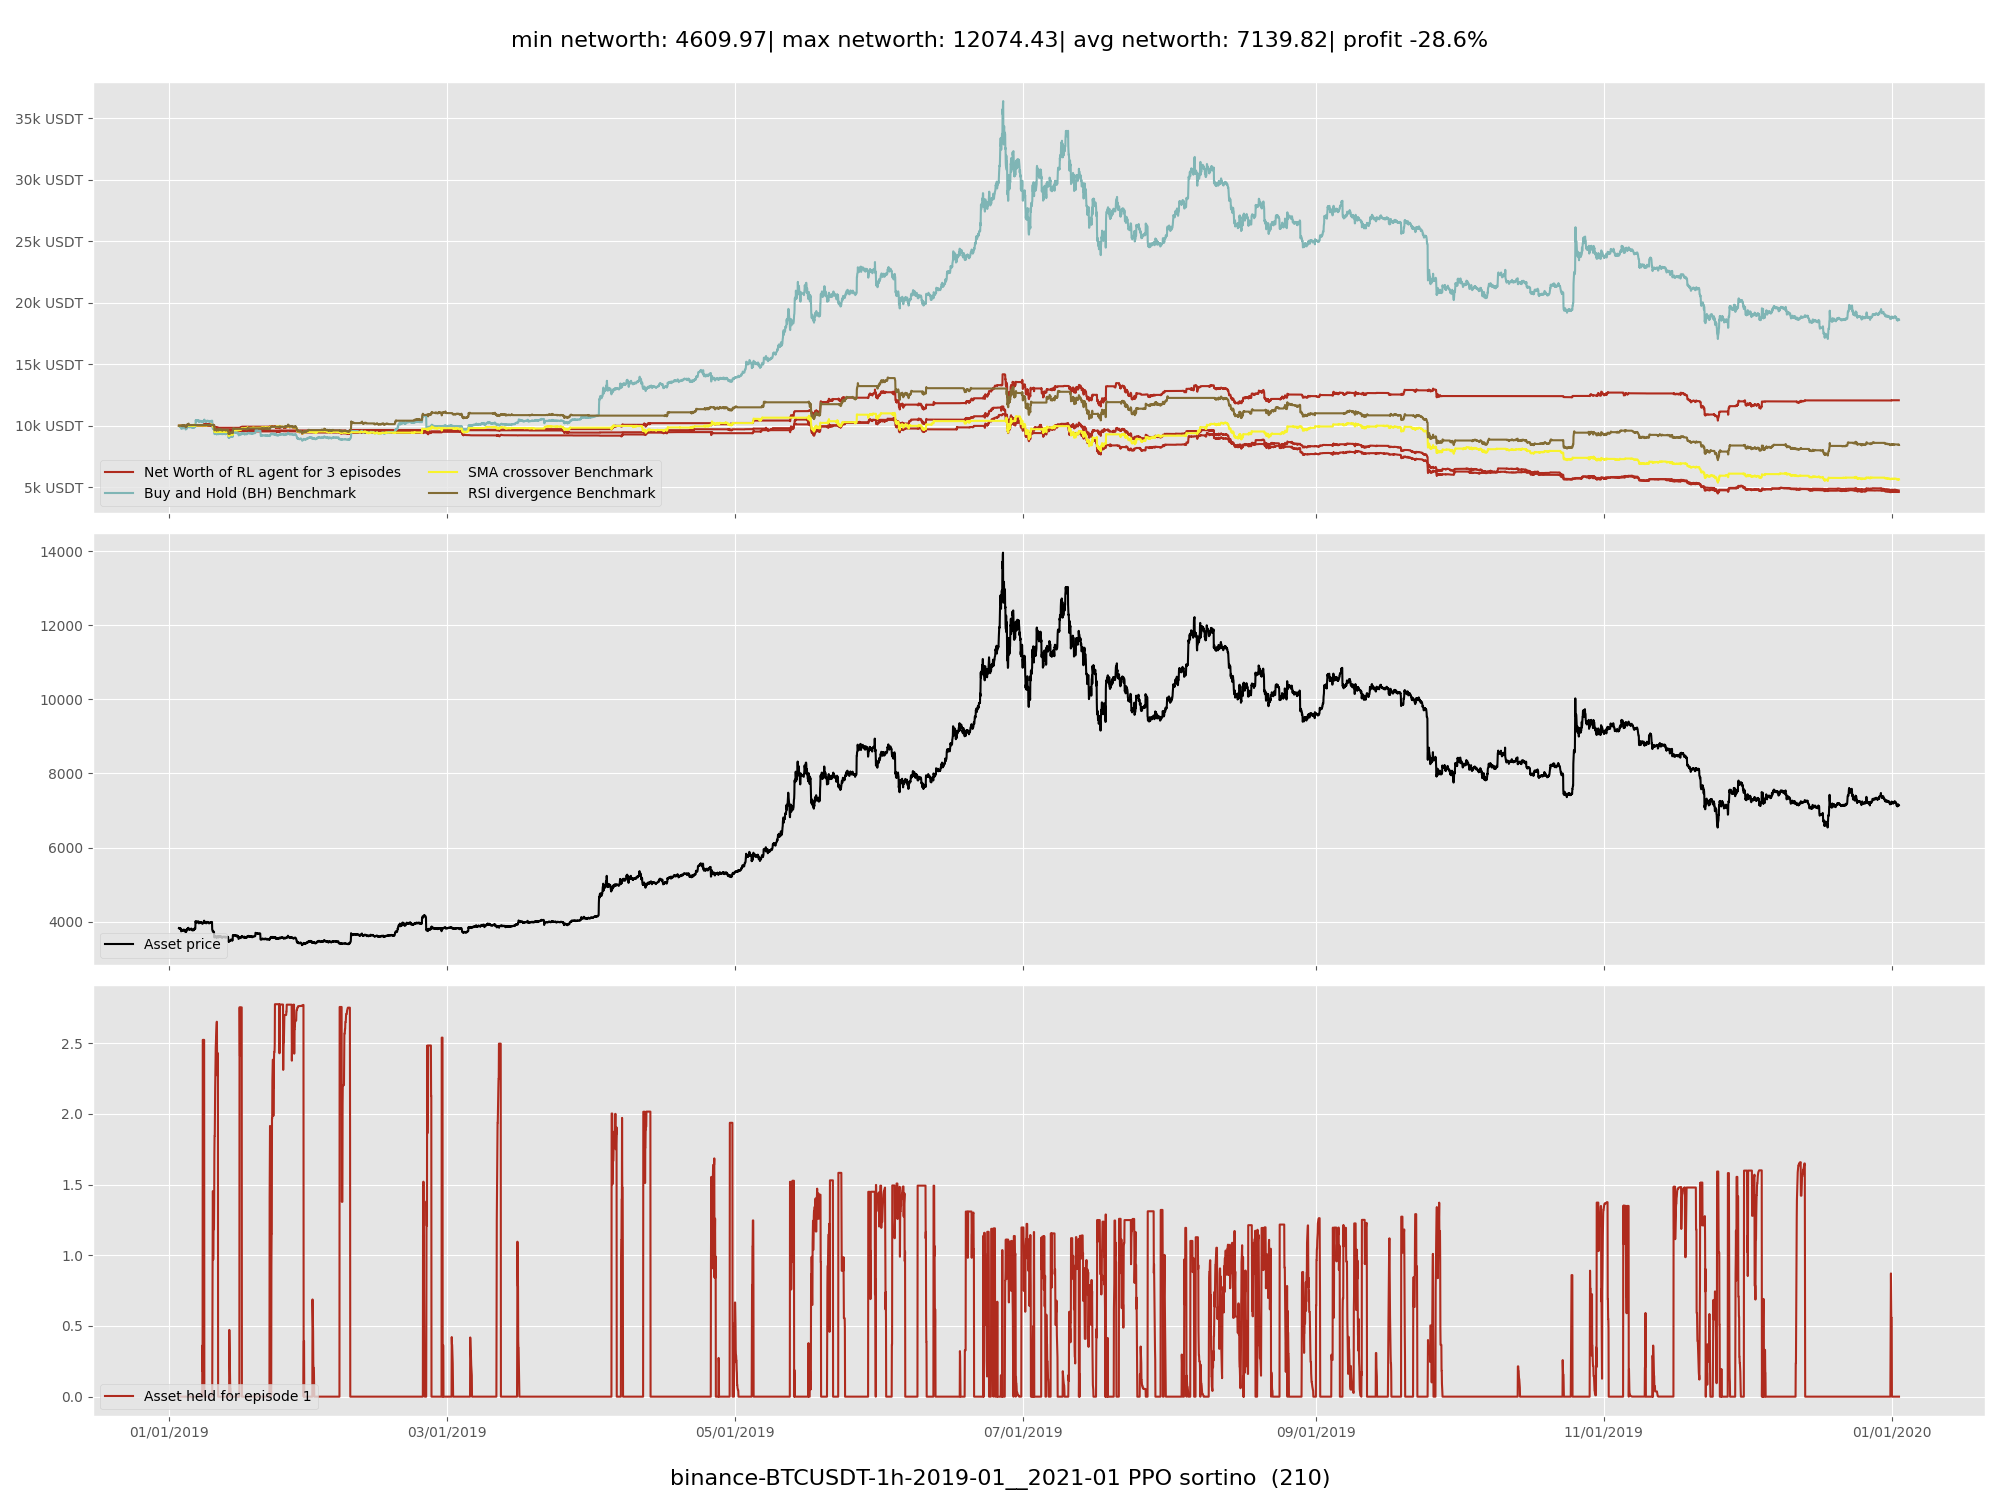 min networth: 4609.97| max networth: 12074.43| avg networth: 7139.82| profit -28.6%
35k USDT
30k USDT
25k USDT
20k USDT
15k USDT
10k USDT
5k USDT
Net Worth of RL agent for 3 episodes
Buy and Hold (BH) Benchmark
SMA crossover Benchmark
RSI divergence Benchmark
14000
12000
10000
8000
6000
4000
Asset price
2.5
2.0
1.5
1.0
0.5
0.0
Asset held for episode 1
01/01/2019 03/01/2019 05/01/2019 07/01/2019 09/01/2019 11/01/2019 01/01/2020
binance-BTCUSDT-1h-2019-01__2021-01 PPO sortino (210)